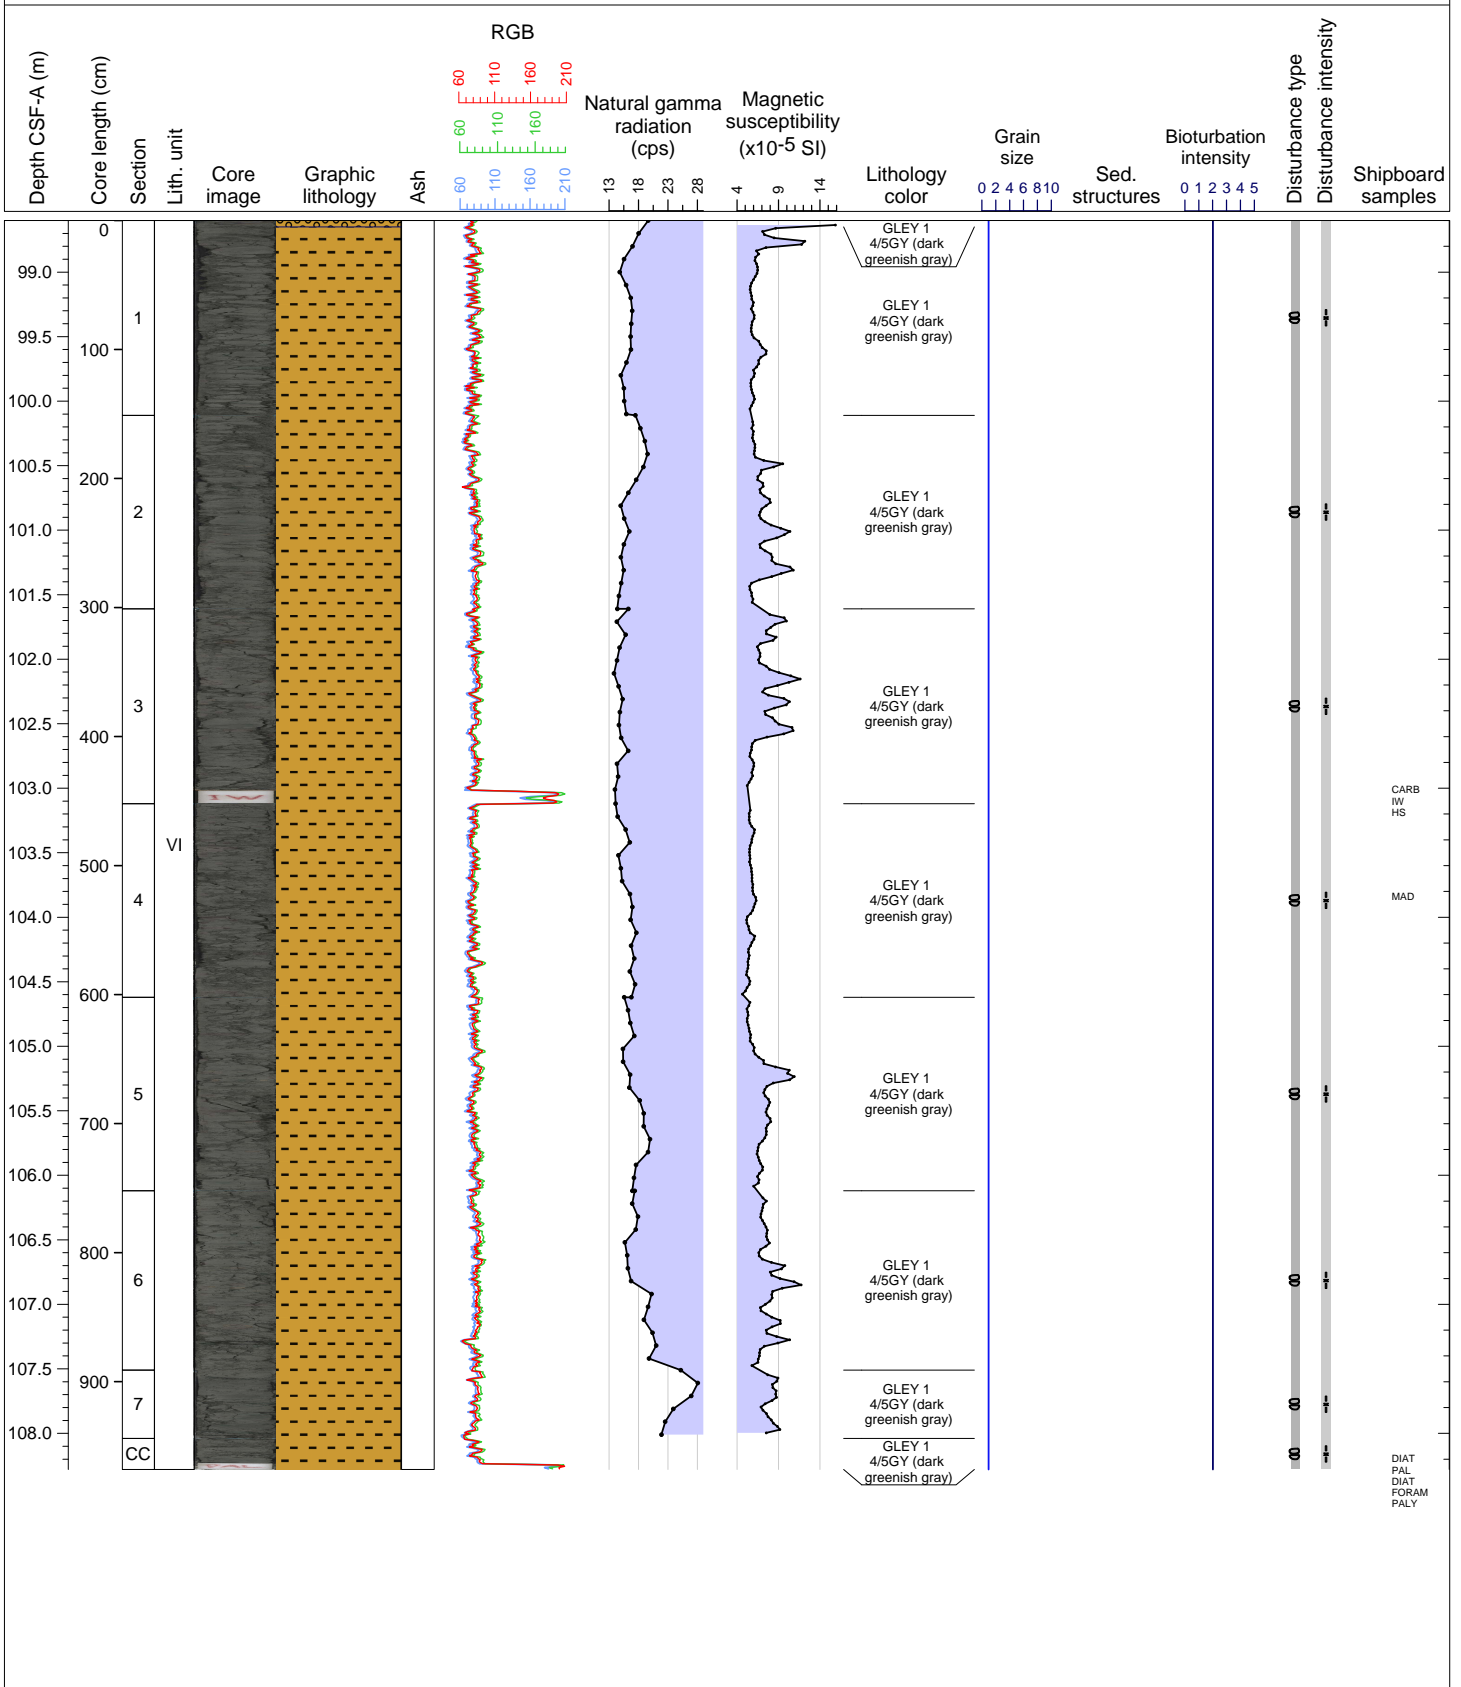 Depth CSF-A (m)
Core length (cm)
Section
Lith. unit
Core
image
Graphic
lithology
Ash
RGB
60 110 160 210
60 110 160
60 110 160 210
Natural gamma
radiation
(cps)
13 18 23 28
Magnetic
susceptibility
(x10-5 SI)
4 9 14
Lithology
color
Grain
size
0 2 4 6 8 10
Sed.
structures
Bioturbation
intensity
0 1 2 3 4 5
Disturbance type
Disturbance intensity
Shipboard
samples
99.0
99.5
100.0
100.5
101.0
101.5
102.0
102.5
103.0
103.5
104.0
104.5
105.0
105.5
106.0
106.5
107.0
107.5
108.0
0
100
200
300
400
500
600
700
800
900
1
2
3
4
5
6
7
CC
VI
IW
PAL
GLEY 1
4/5GY (dark
greenish gray)
GLEY 1
4/5GY (dark
greenish gray)
GLEY 1
4/5GY (dark
greenish gray)
GLEY 1
4/5GY (dark
greenish gray)
GLEY 1
4/5GY (dark
greenish gray)
GLEY 1
4/5GY (dark
greenish gray)
GLEY 1
4/5GY (dark
greenish gray)
GLEY 1
4/5GY (dark
greenish gray)
GLEY 1
4/5GY (dark
greenish gray)
CARB
IW
HS
MAD
DIAT
PAL
DIAT
FORAM
PALY